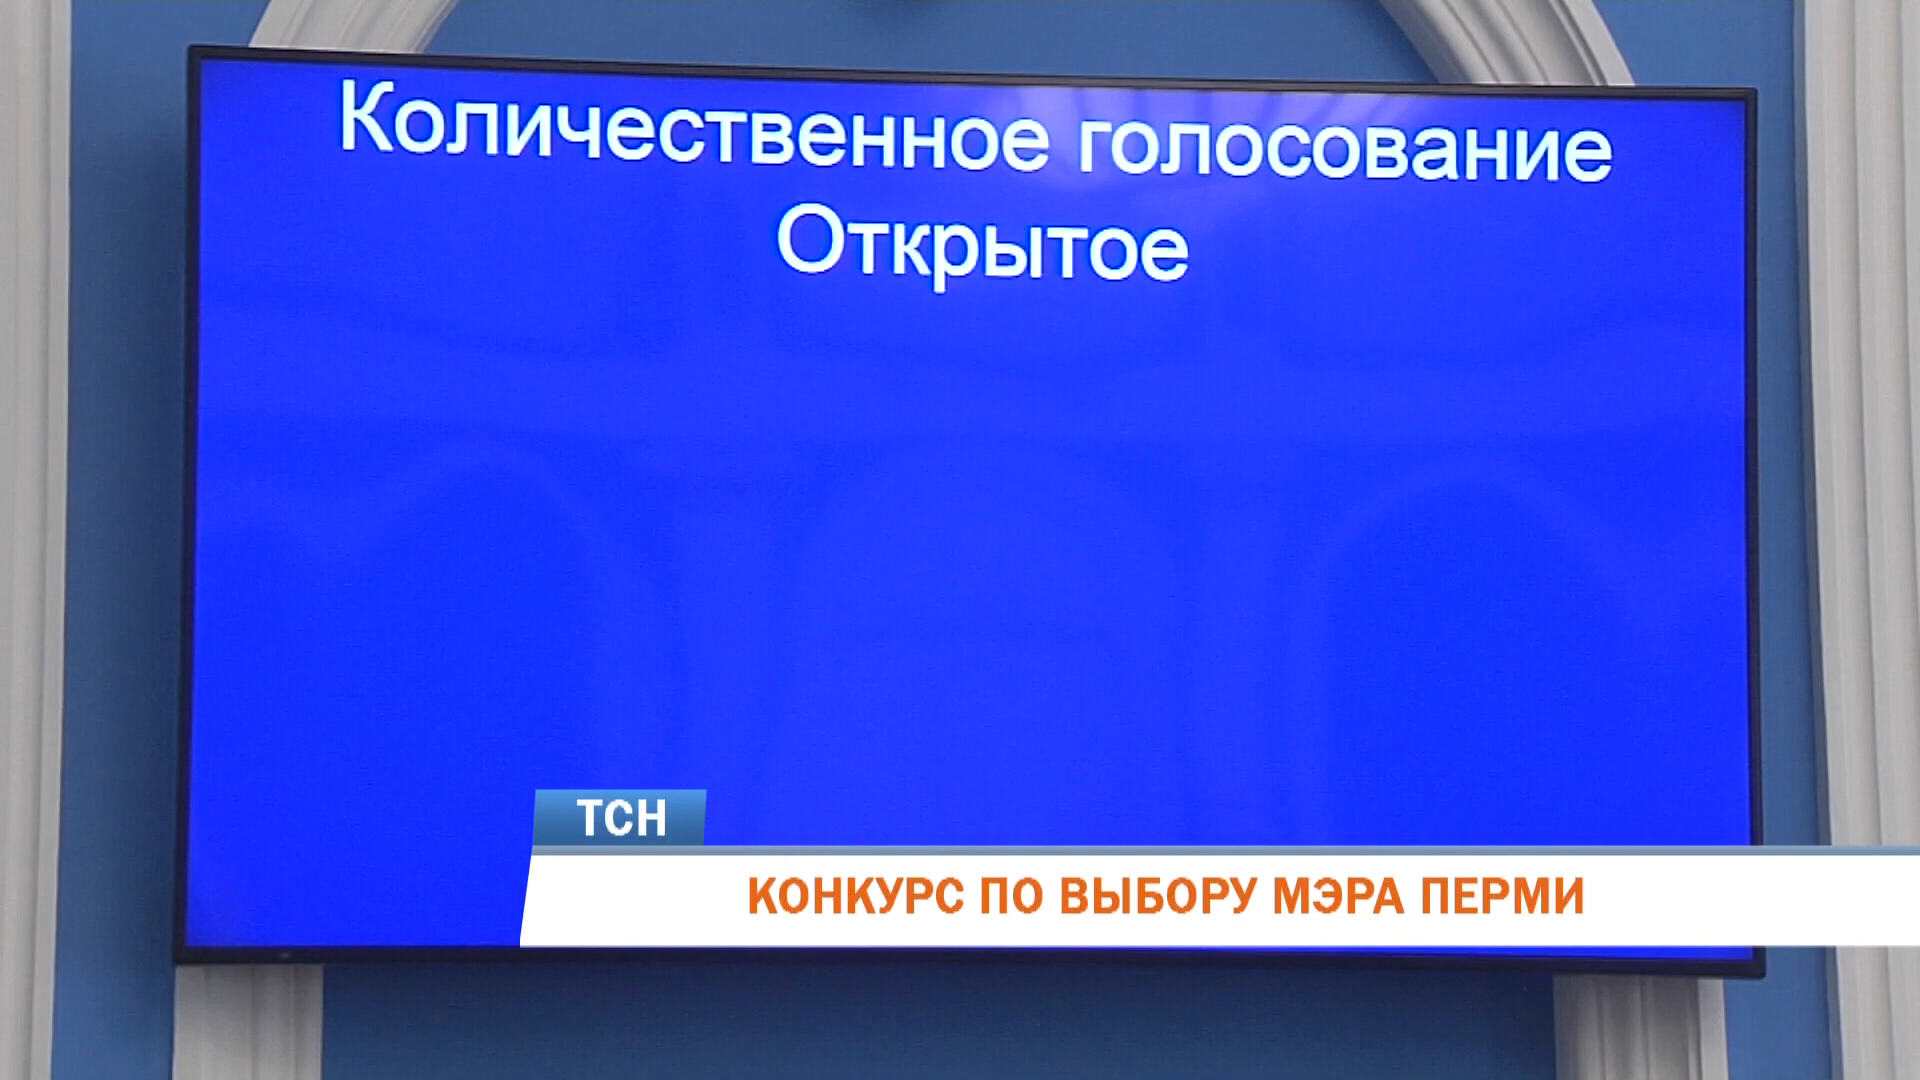 Количественное голосование
Открытое
ТСН
КОНКУРС ПО ВЫБОРУ МЭРА ПЕРМИ